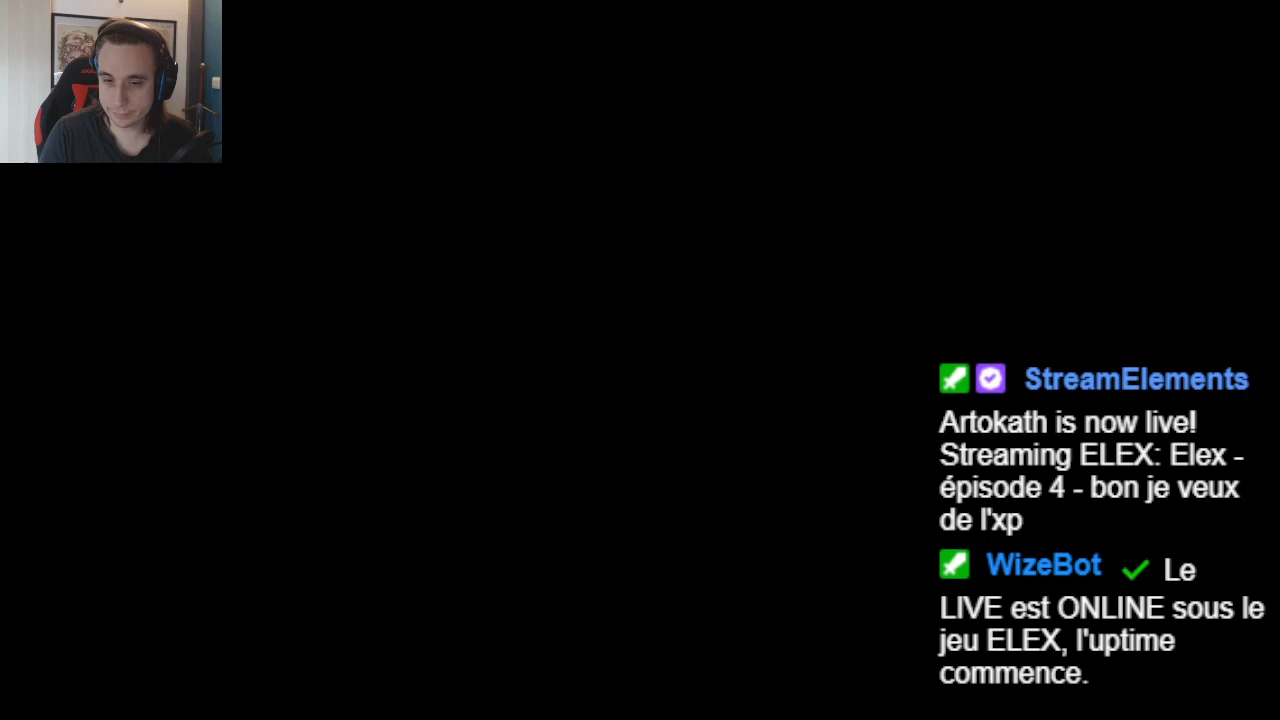 StreamElements
Artokath is now live!
Streaming ELEX: Elex -
épisode 4 - bon je veux
de l'xp
WizeBot Le
LIVE est ONLINE sous le
jeu ELEX, l'uptime
commence.